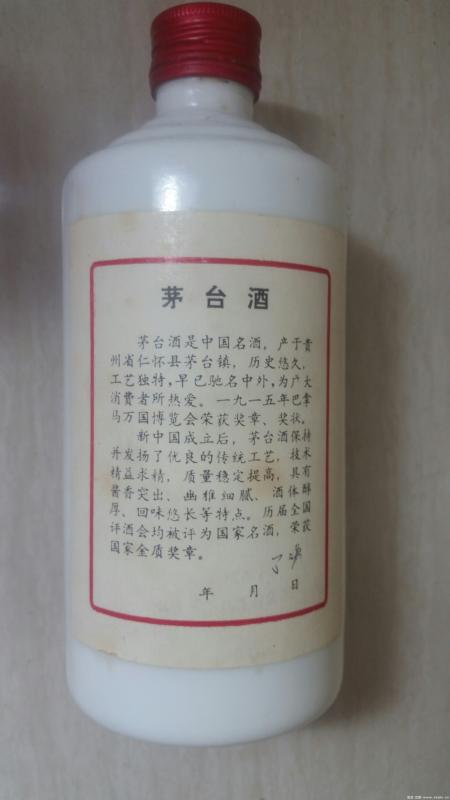 茅台酒
茅台酒是中国名酒，产于贵
州省仁怀县茅台镇，历史悠久，
工艺独特，早已驰名中外，为广大
消费者所热爱。一九一五年巴拿
马万国博览会荣获奖章、奖状。
新中国成立后，茅台酒保持
并发扬了优良的传统工艺，技术
精益求精，质量稳定提高，具有
酱香突出、幽雅细腻、酒体醇
厚、回味悠长等特点。历届全国
评酒会均被评为国家名酒，荣获
国家金质奖章。
年 月 日